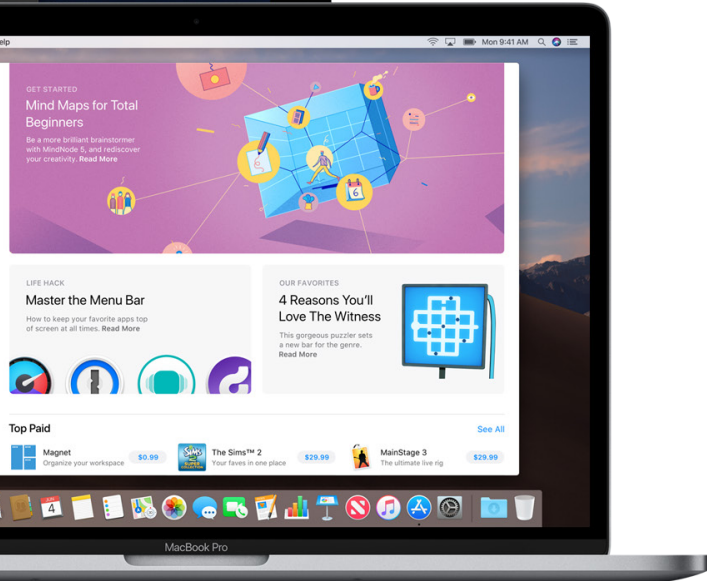 elp
Mon 9:41 AM
GET STARTED
Mind Maps for Total
Beginners
Be a more brilliant brainstormer
with MindNode 5, and rediscover
your creativity. Read More
6
LIFE HACK
Master the Menu Bar
How to keep your favorite apps top
of screen at all times. Read More
OUR FAVORITES
4 Reasons You'll
Love The Witness
This gorgeous puzzler sets
a new bar for the genre.
Read More
Top Paid
See All
Magnet
Organize your workspace
$0.99
The Sims™ 2
Your faves in one place
$29.99
MainStage 3
The ultimate live rig
$29.99
4
MacBook Pro